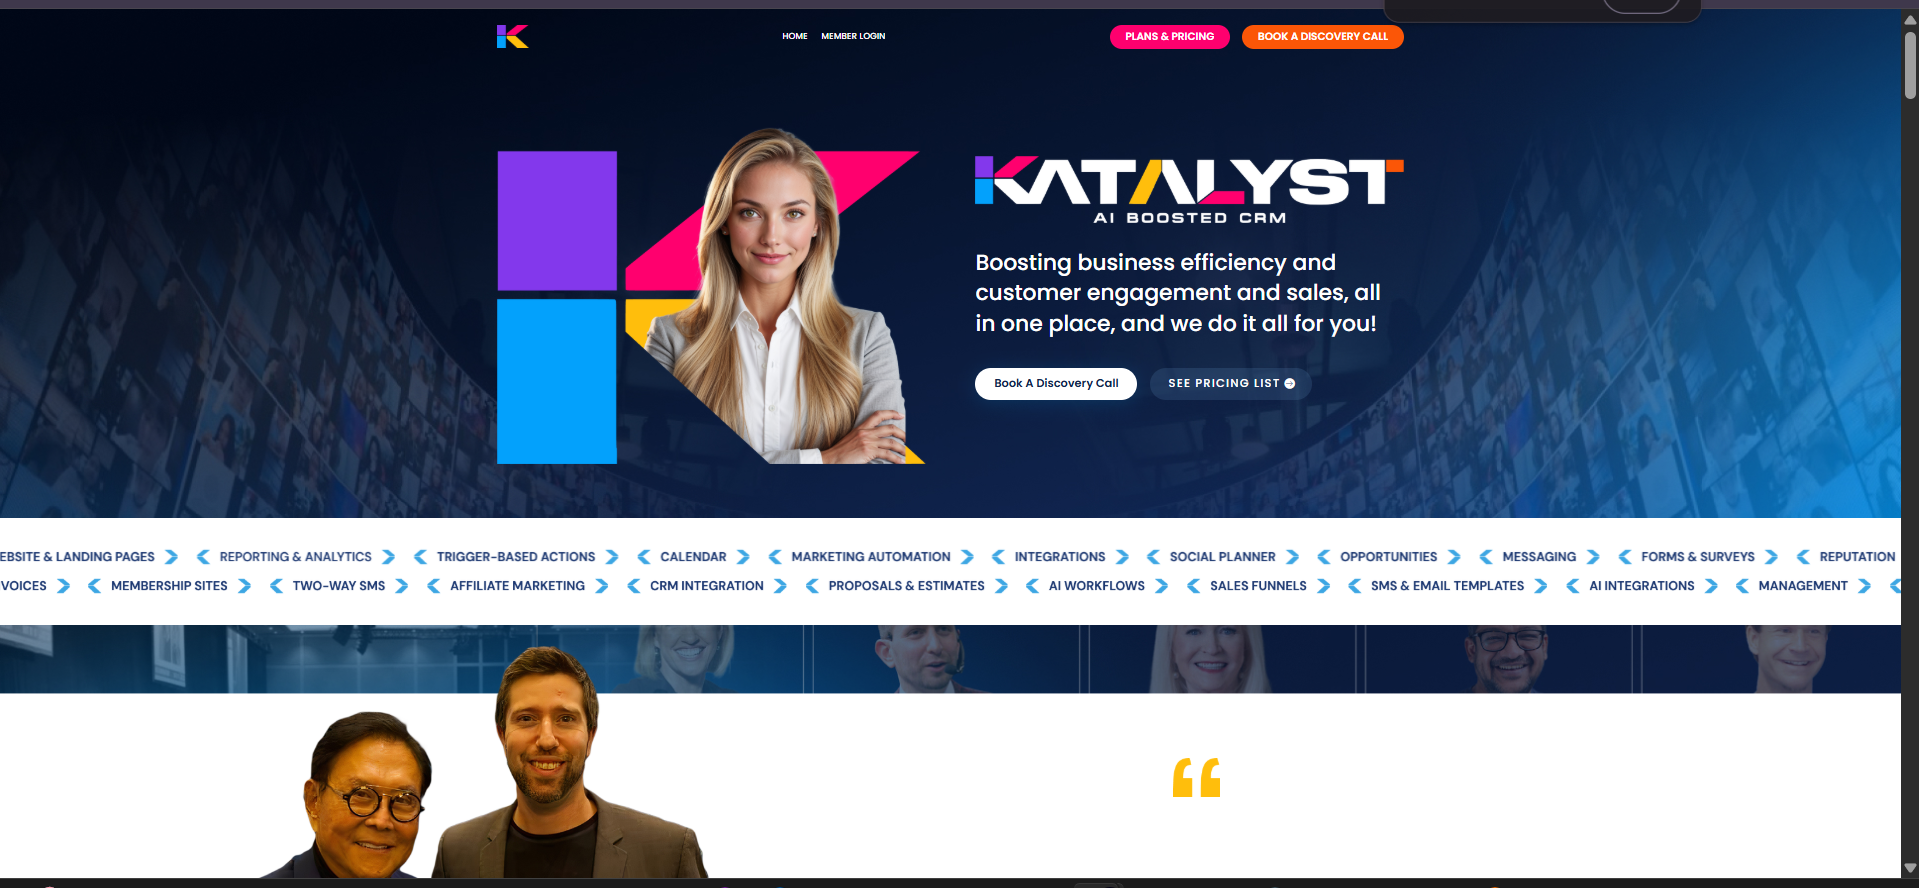 HOME
MEMBER LOGIN
PLANS & PRICING
BOOK A DISCOVERY CALL
KATALYST
AI BOOSTED CRM
Boosting business efficiency and
customer engagement and sales, all
in one place, and we do it all for you!
Book A Discovery Call
SEE PRICING LIST
EBSITE & LANDING PAGES
REPORTING & ANALYTICS
TRIGGER-BASED ACTIONS
CALENDAR
MARKETING AUTOMATION
INTEGRATIONS
SOCIAL PLANNER
OPPORTUNITIES
MESSAGING
FORMS & SURVEYS
REPUTATION
VOICES
MEMBERSHIP SITES
TWO-WAY SMS
AFFILIATE MARKETING
CRM INTEGRATION
PROPOSALS & ESTIMATES
AI WORKFLOWS
SALES FUNNELS
SMS & EMAIL TEMPLATES
AI INTEGRATIONS
MANAGEMENT
“